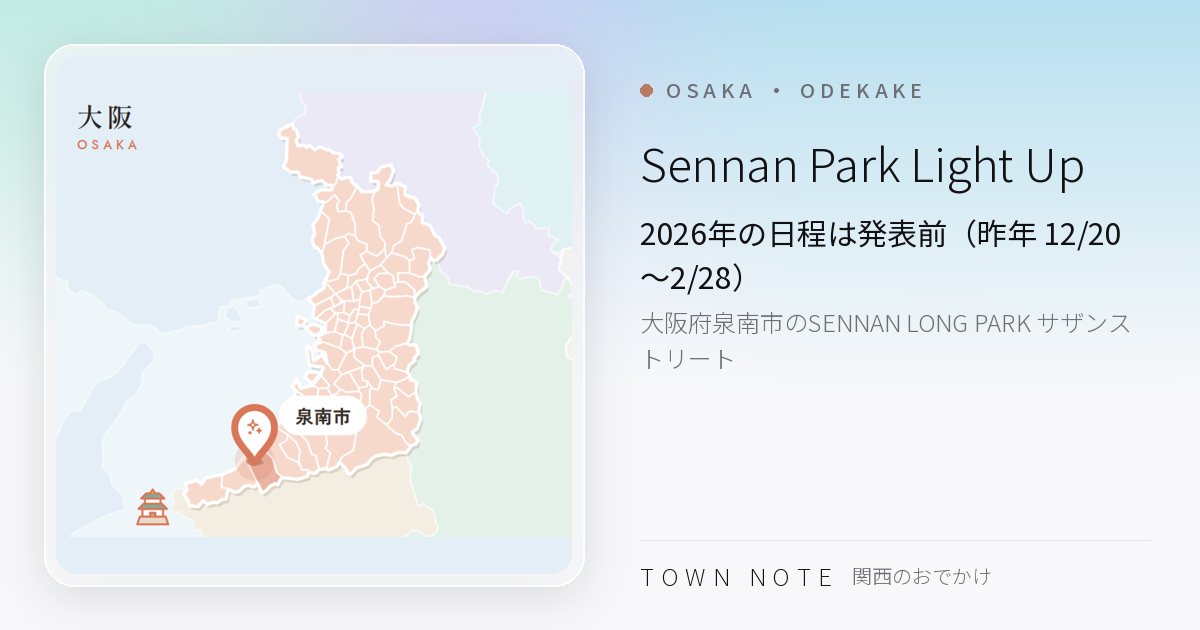 大阪
OSAKA
泉南市
OSAKA • ODEKAKE
Sennan Park Light Up
2026年の日程は発表前（昨年 12/20
〜2/28）
大阪府泉南市のSENNAN LONG PARK サザンス
トリート
TOWN NOTE 関西のおでかけ